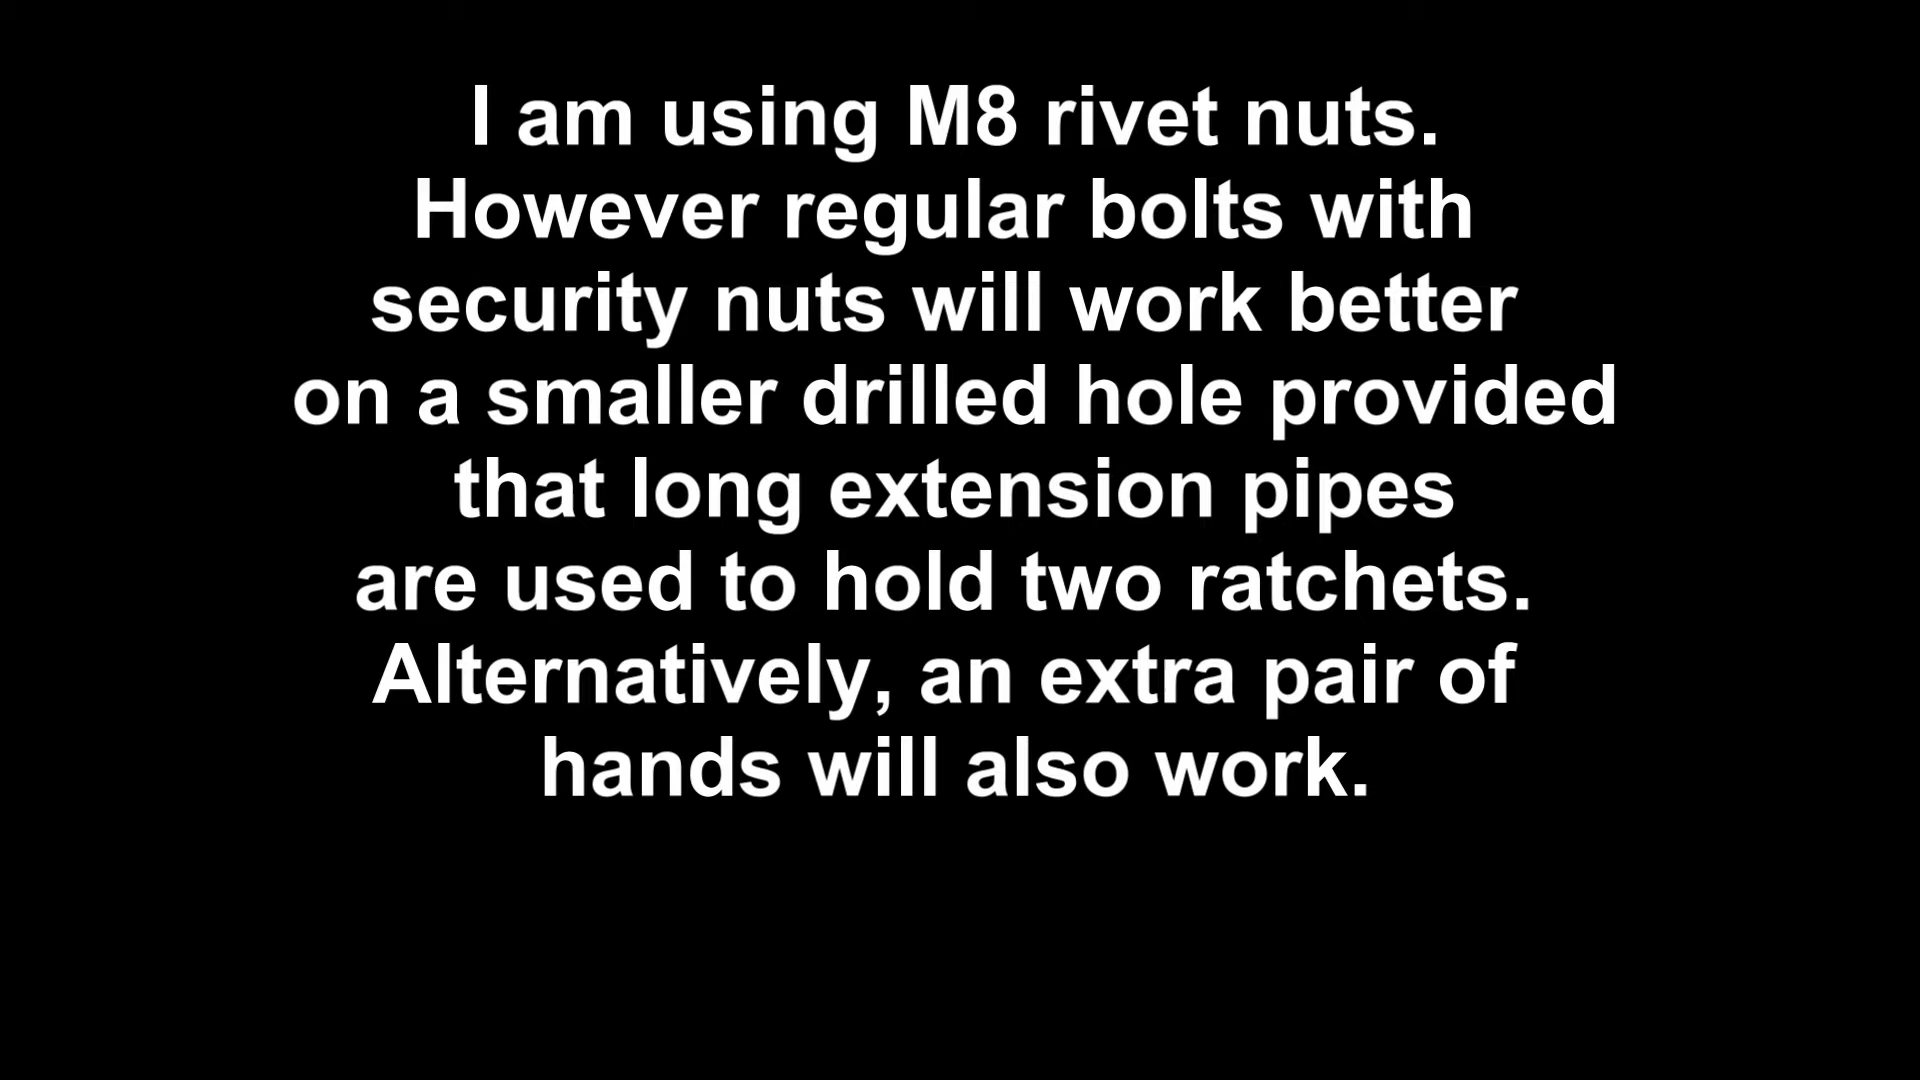 I am using M8 rivet nuts.
However regular bolts with
security nuts will work better
on a smaller drilled hole provided
that long extension pipes
are used to hold two ratchets.
Alternatively, an extra pair of
hands will also work.